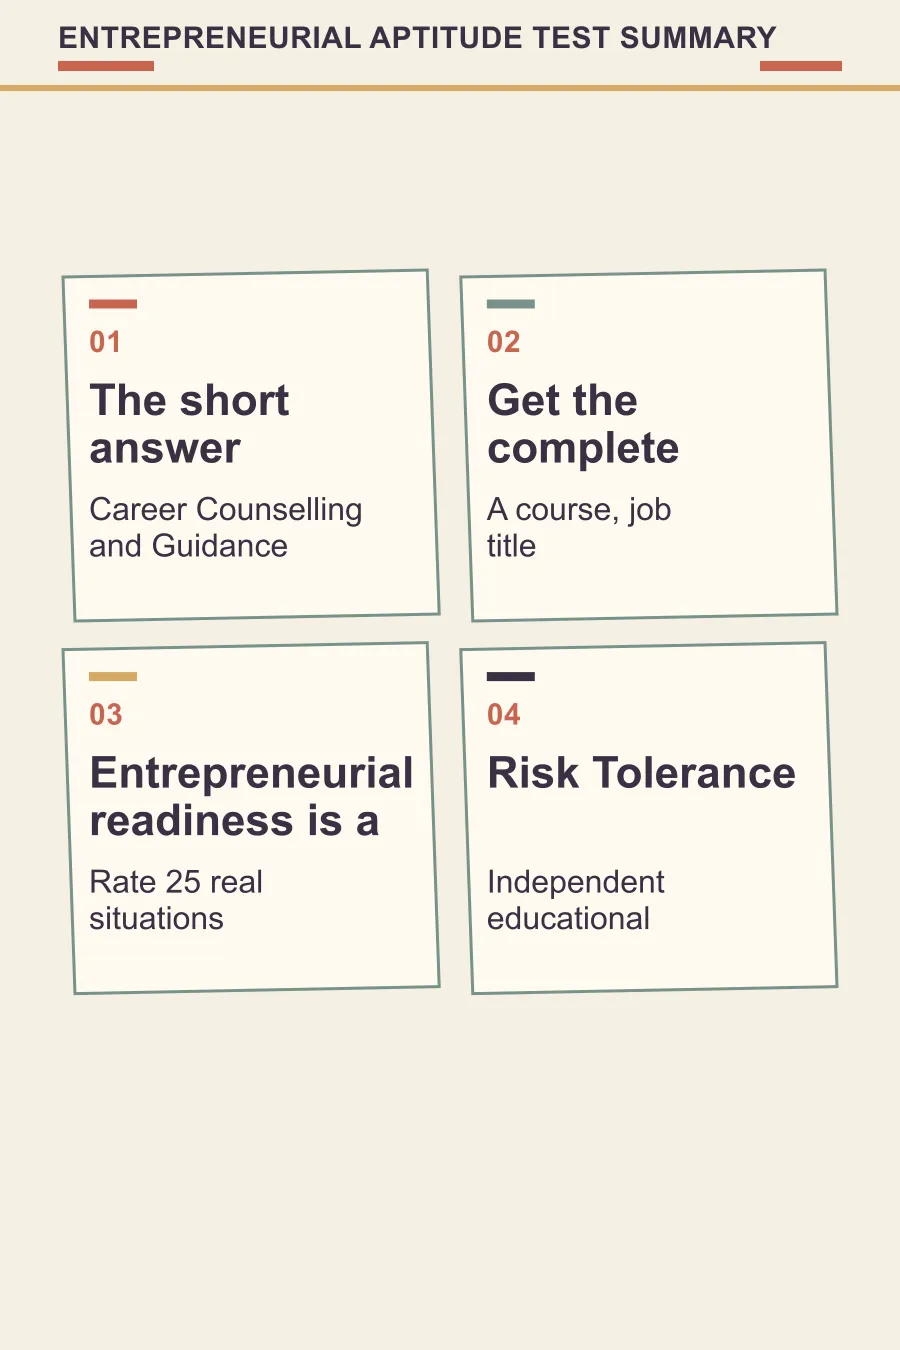 ENTREPRENEURIAL APTITUDE TEST SUMMARY
01
The short
answer
Career Counselling
and Guidance
02
Get the
complete
A course, job
title
03
Entrepreneurial
readiness is a
Rate 25 real
situations
04
Risk Tolerance
Independent
educational